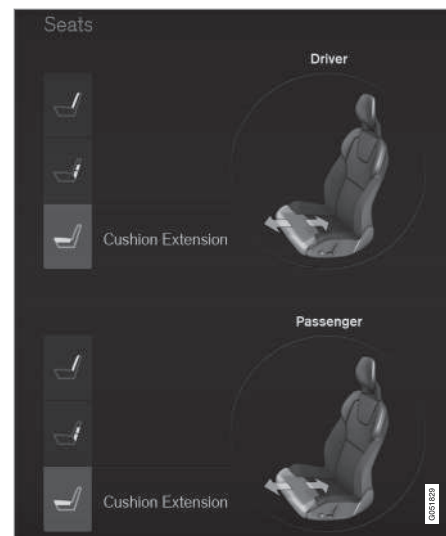 Seats
Driver
Cushion Extension
Passenger
Cushion Extension
G051829